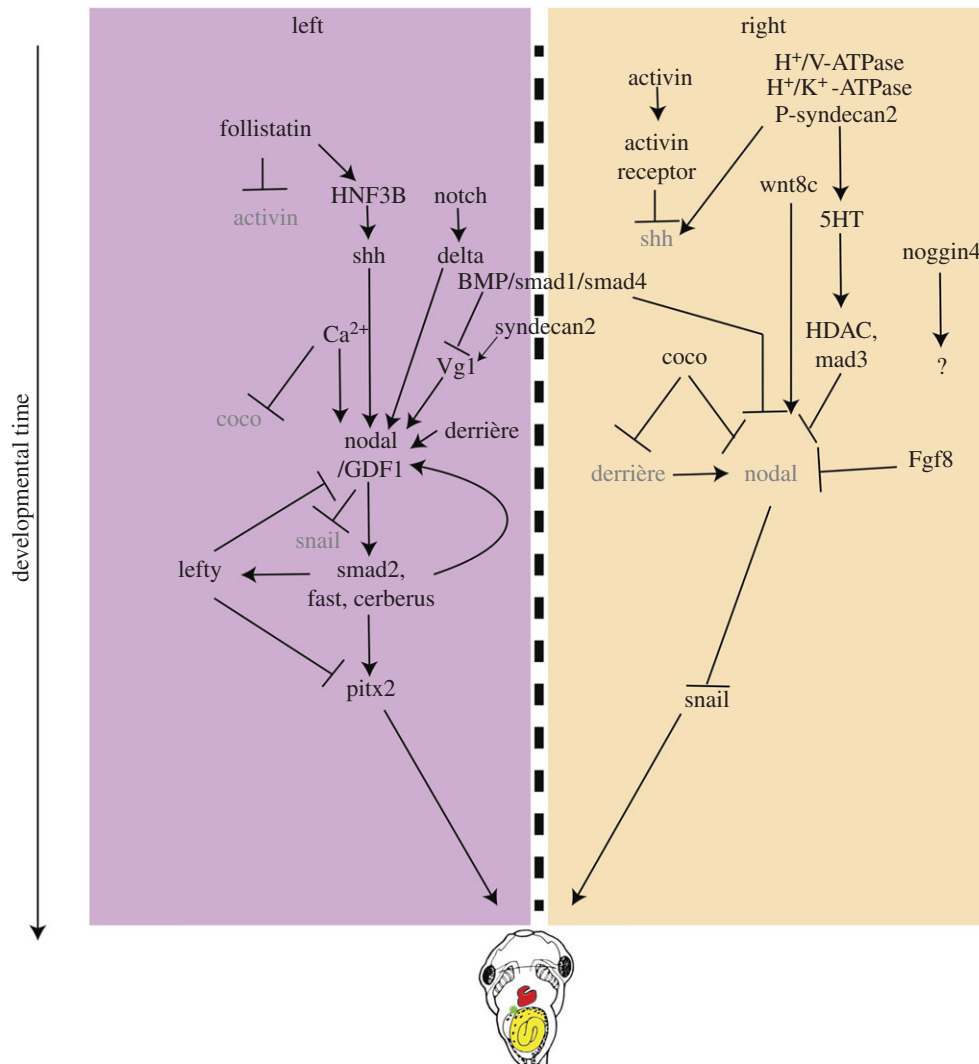 developmental time
left
follistatin
activin
HNF3B
notch
shh
delta
BMP/smad1/smad4
syndecan2
Ca²⁺
Vg1
coco
nodal
/GDF1
derrière
snail
lefty
smad2,
fast, cerberus
pitx2
right
activin
H⁺/V-ATPase
H⁺/K⁺-ATPase
P-syndecan2
activin
receptor
wnt8c
shh
5HT
noggin4
HDAC,
mad3
?
coco
derrière
nodal
Fgf8
snail